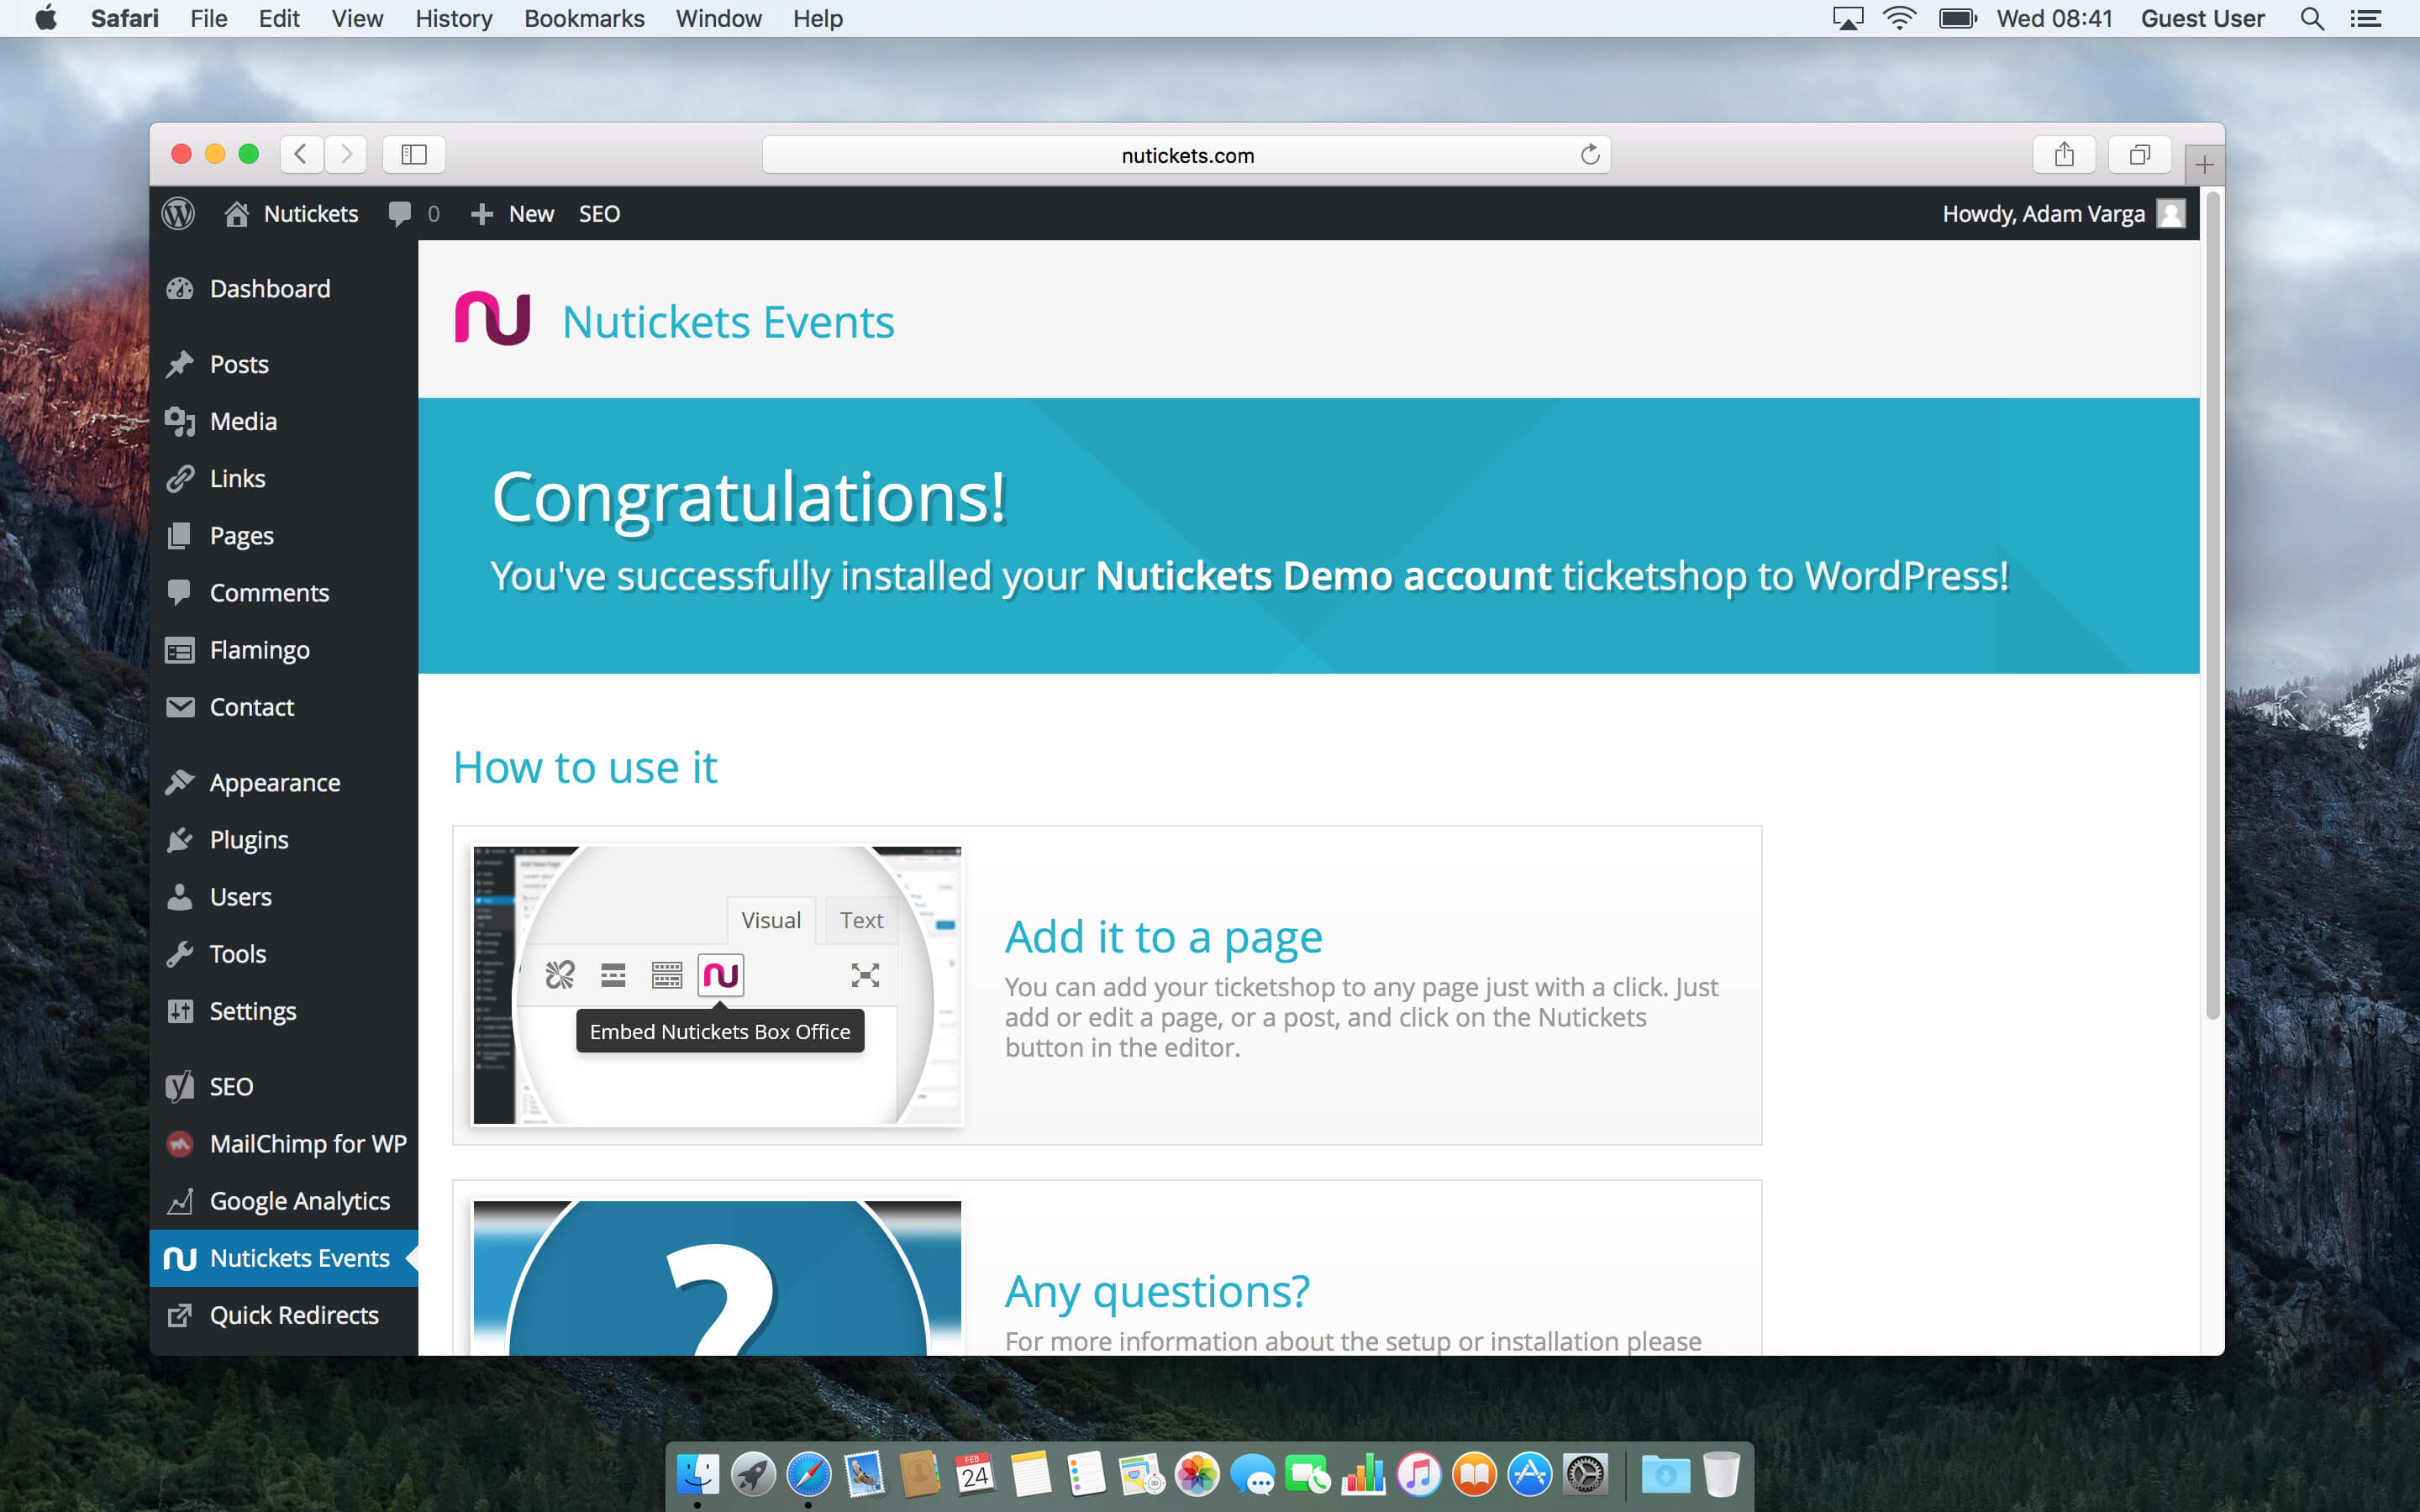 Safari File Edit View History Bookmarks Window Help Wed 08:41 Guest User
nutickets.com
Nutickets 0 New SEO Howdy, Adam Varga
Dashboard
Posts
Media
Links
Pages
Comments
Flamingo
Contact
Appearance
Plugins
Users
Tools
Settings
SEO
MailChimp for WP
Google Analytics
Nutickets Events
Quick Redirects
Nutickets Events
Congratulations!
You've successfully installed your Nutickets Demo account ticketshop to WordPress!
How to use it
Visual Text
Embed Nutickets Box Office
Add it to a page
You can add your ticketshop to any page just with a click. Just
add or edit a page, or a post, and click on the Nutickets
button in the editor.
?
Any questions?
For more information about the setup or installation please
FEB
24